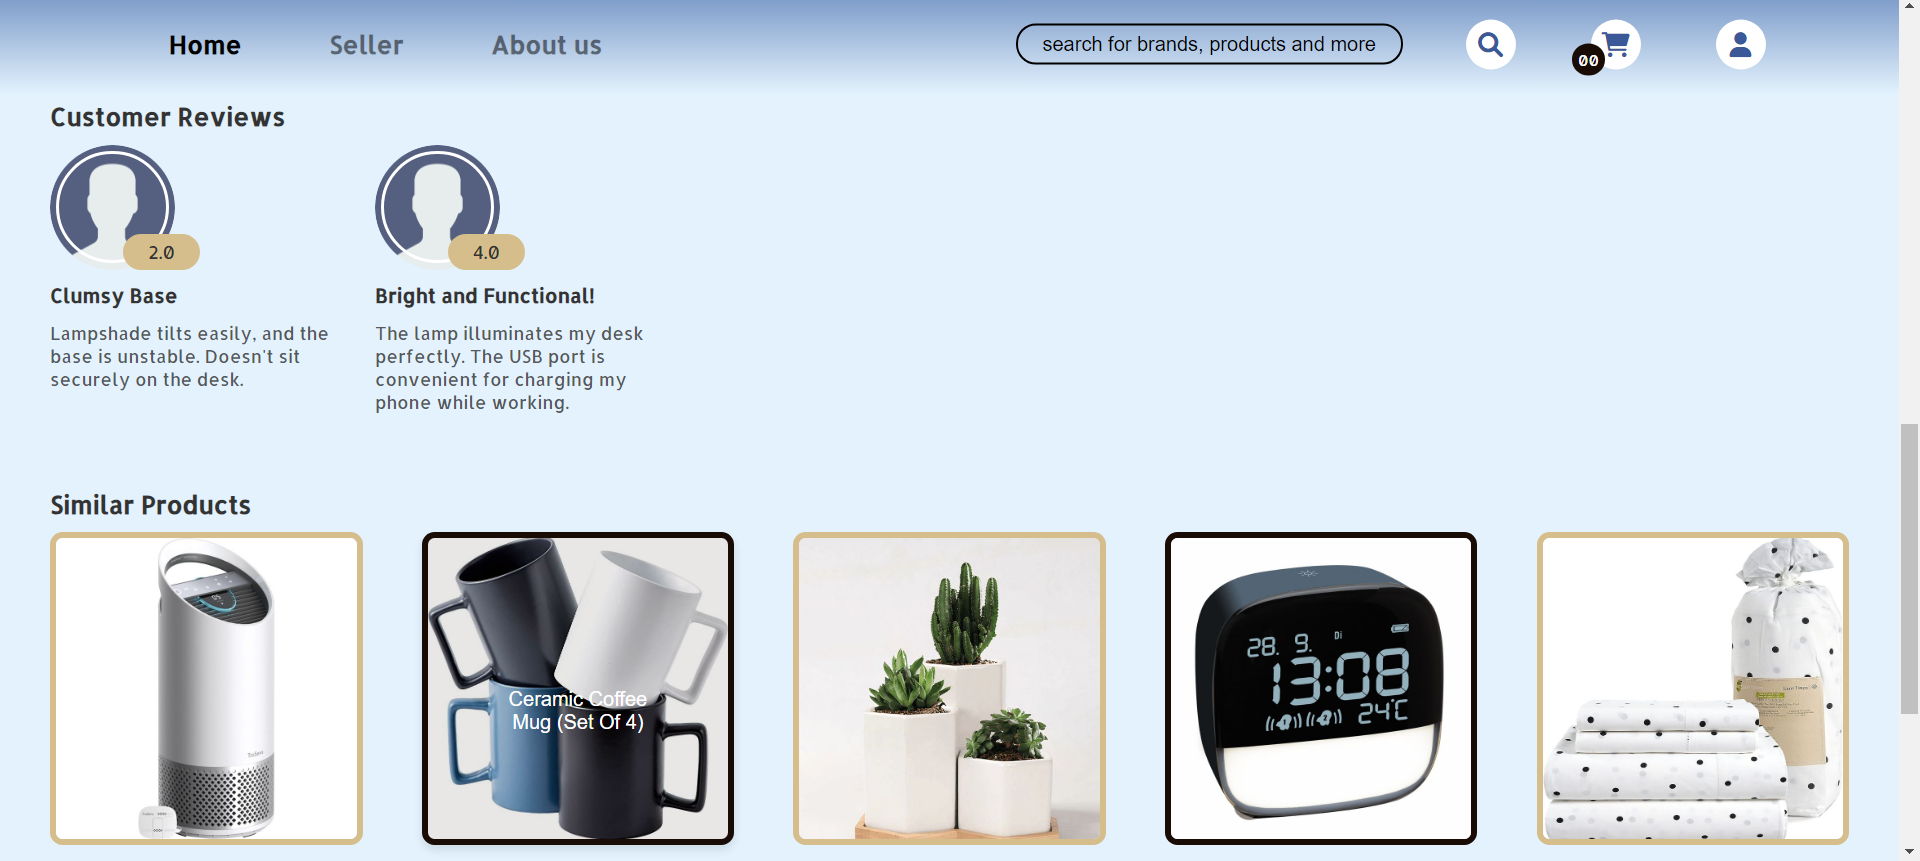 Home
Seller
About us
search for brands, products and more
00
Customer Reviews
2.0
4.0
Clumsy Base
Lampshade tilts easily, and the
base is unstable. Doesn't sit
securely on the desk.
Bright and Functional!
The lamp illuminates my desk
perfectly. The USB port is
convenient for charging my
phone while working.
Similar Products
Ceramic Coffee
Mug (Set Of 4)
28. 9. Di
13:08
24°C